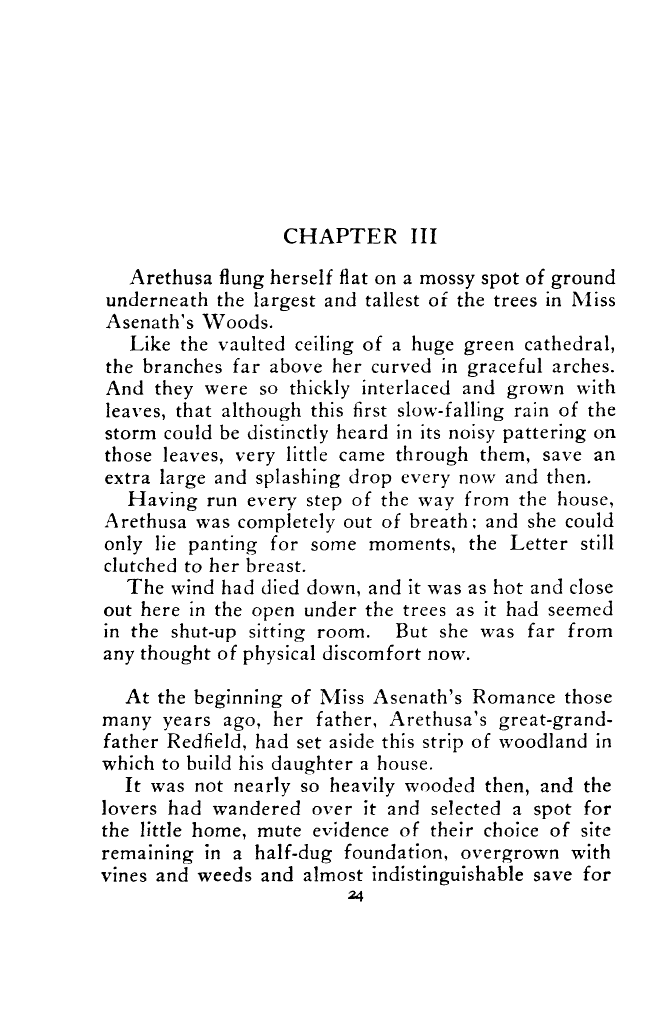 CHAPTER III
Arethusa flung herself flat on a mossy spot of ground
underneath the largest and tallest of the trees in Miss
Asenath's Woods.
Like the vaulted ceiling of a huge green cathedral,
the branches far above her curved in graceful arches.
And they were so thickly interlaced and grown with
leaves, that although this first slow-falling rain of the
storm could be distinctly heard in its noisy pattering on
those leaves, very little came through them, save an
extra large and splashing drop every now and then.
Having run every step of the way from the house,
Arethusa was completely out of breath; and she could
only lie panting for some moments, the Letter still
clutched to her breast.
The wind had died down, and it was as hot and close
out here in the open under the trees as it had seemed
in the shut-up sitting room. But she was far from
any thought of physical discomfort now.
At the beginning of Miss Asenath's Romance those
many years ago, her father, Arethusa's great-grand-
father Redfield, had set aside this strip of woodland in
which to build his daughter a house.
It was not nearly so heavily wooded then, and the
lovers had wandered over it and selected a spot for
the little home, mute evidence of their choice of site
remaining in a half-dug foundation, overgrown with
vines and weeds and almost indistinguishable save for
24